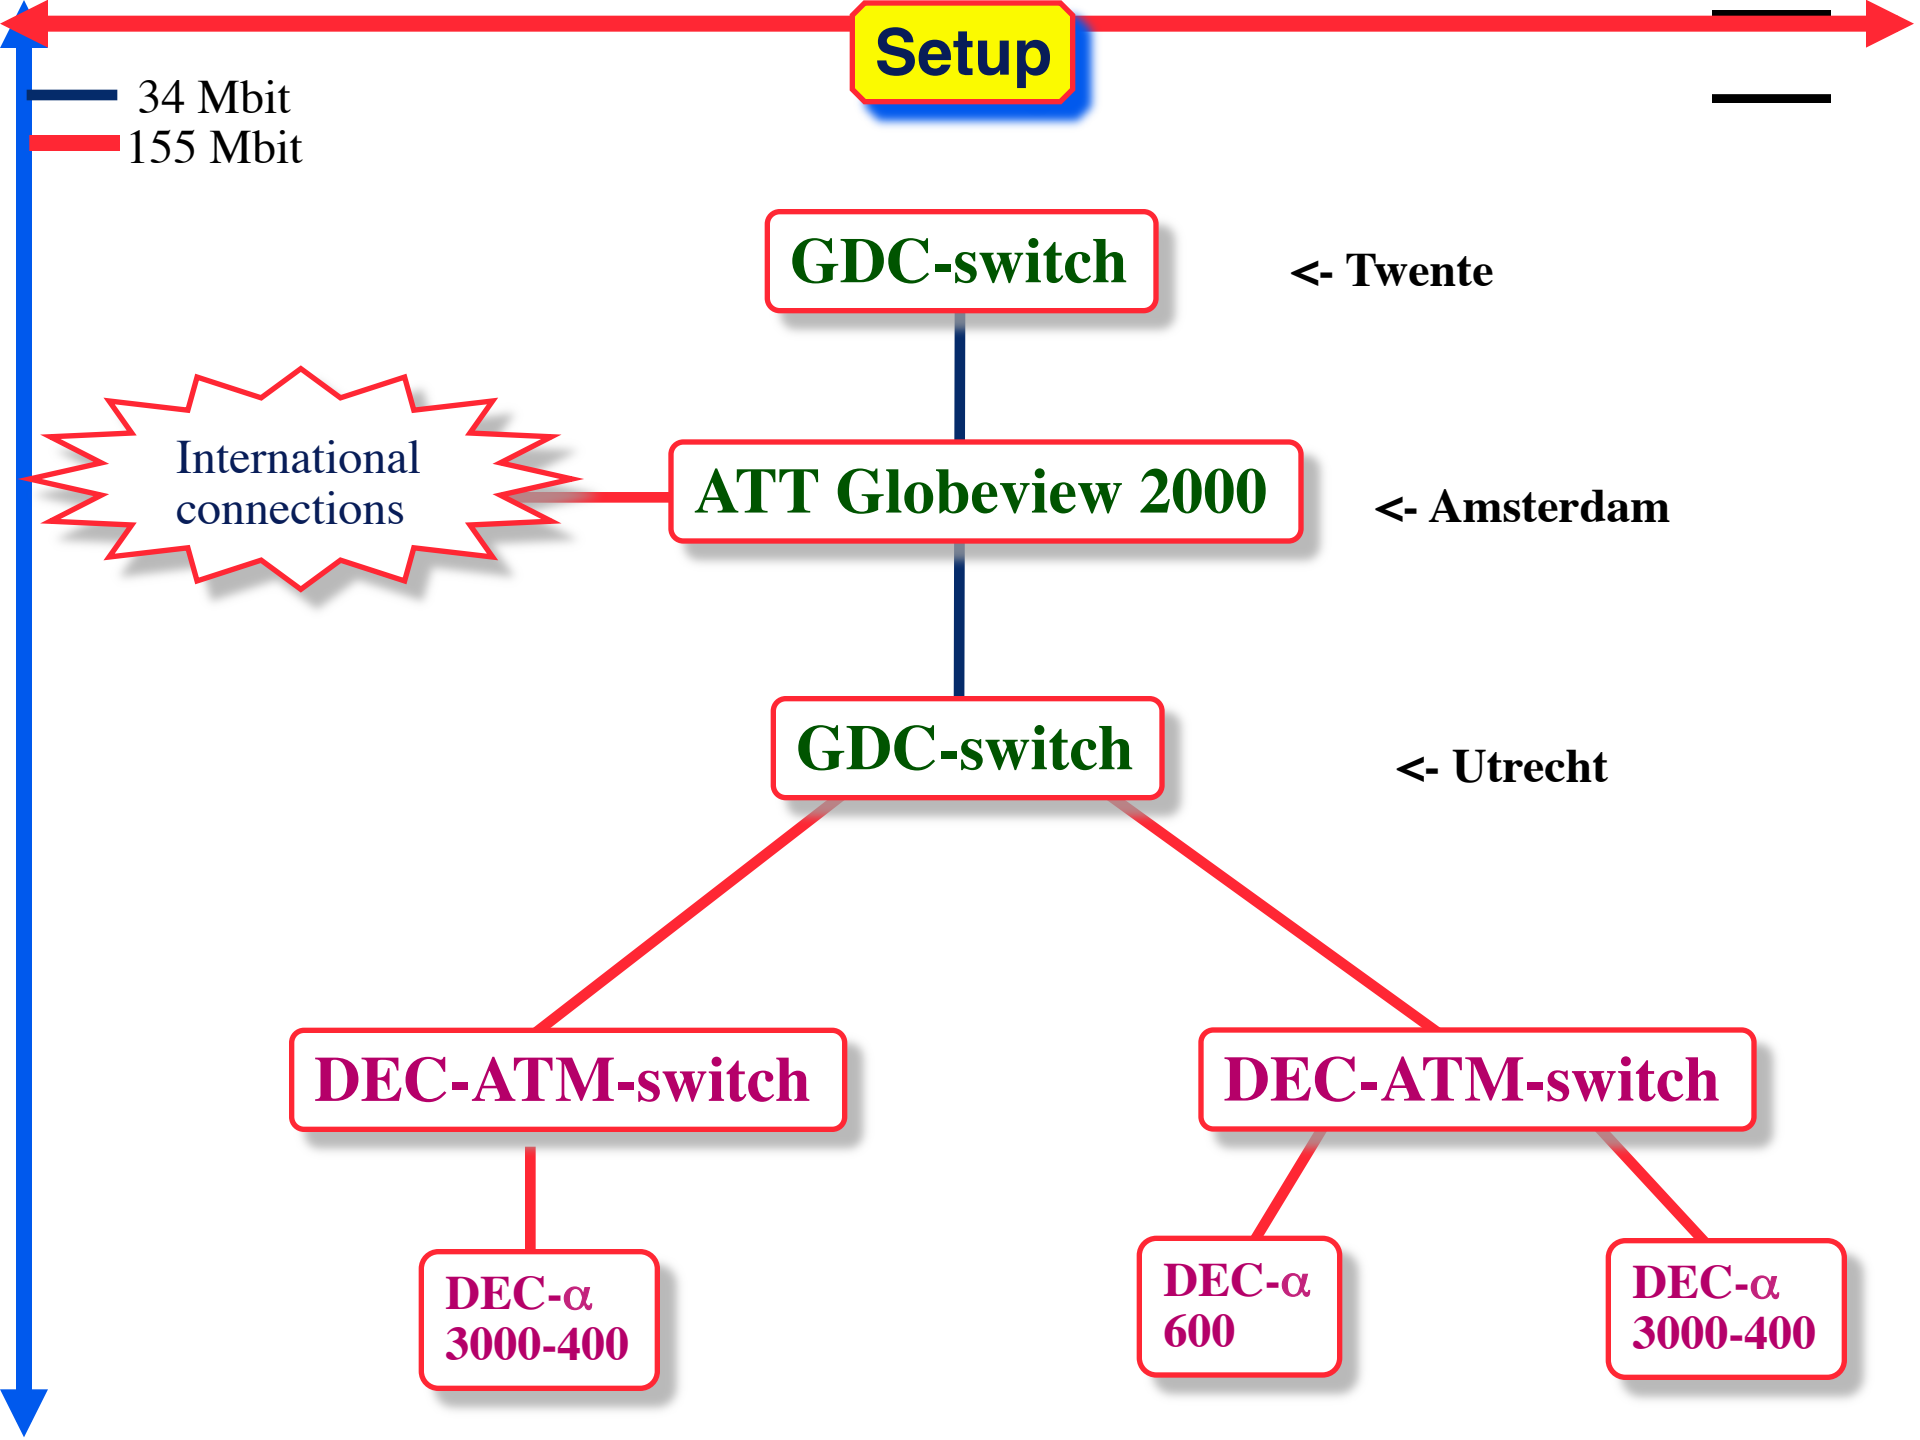 Setup
34 Mbit
155 Mbit
GDC-switch
<- Twente
International
connections
ATT Globeview 2000
<- Amsterdam
GDC-switch
<- Utrecht
DEC-ATM-switch
DEC-ATM-switch
DEC-α
3000-400
DEC-α
600
DEC-α
3000-400